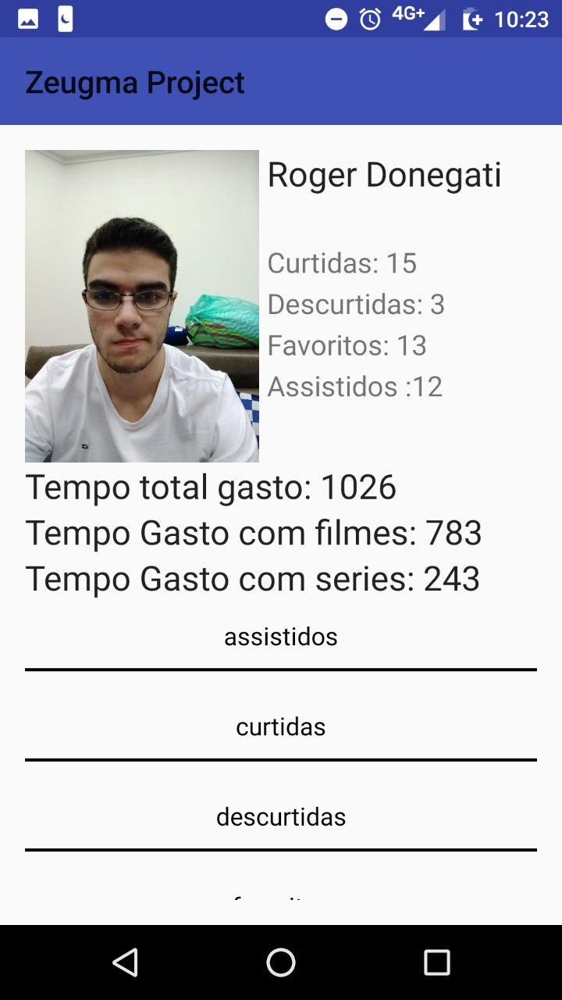 4G+ 10:23
Zeugma Project
Roger Donegati
Curtidas: 15
Descurtidas: 3
Favoritos: 13
Assistidos :12
Tempo total gasto: 1026
Tempo Gasto com filmes: 783
Tempo Gasto com series: 243
assistidos
curtidas
descurtidas